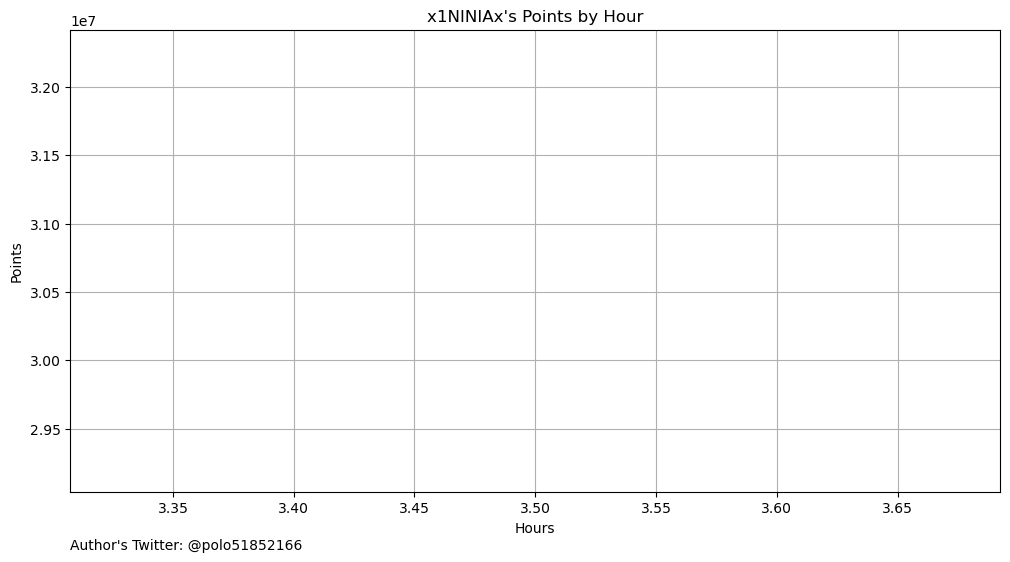 x1NINIAx's Points by Hour
1e7
3.20
3.15
3.10
3.05
3.00
2.95
Points
3.35 3.40 3.45 3.50 3.55 3.60 3.65
Hours
Author's Twitter: @polo51852166